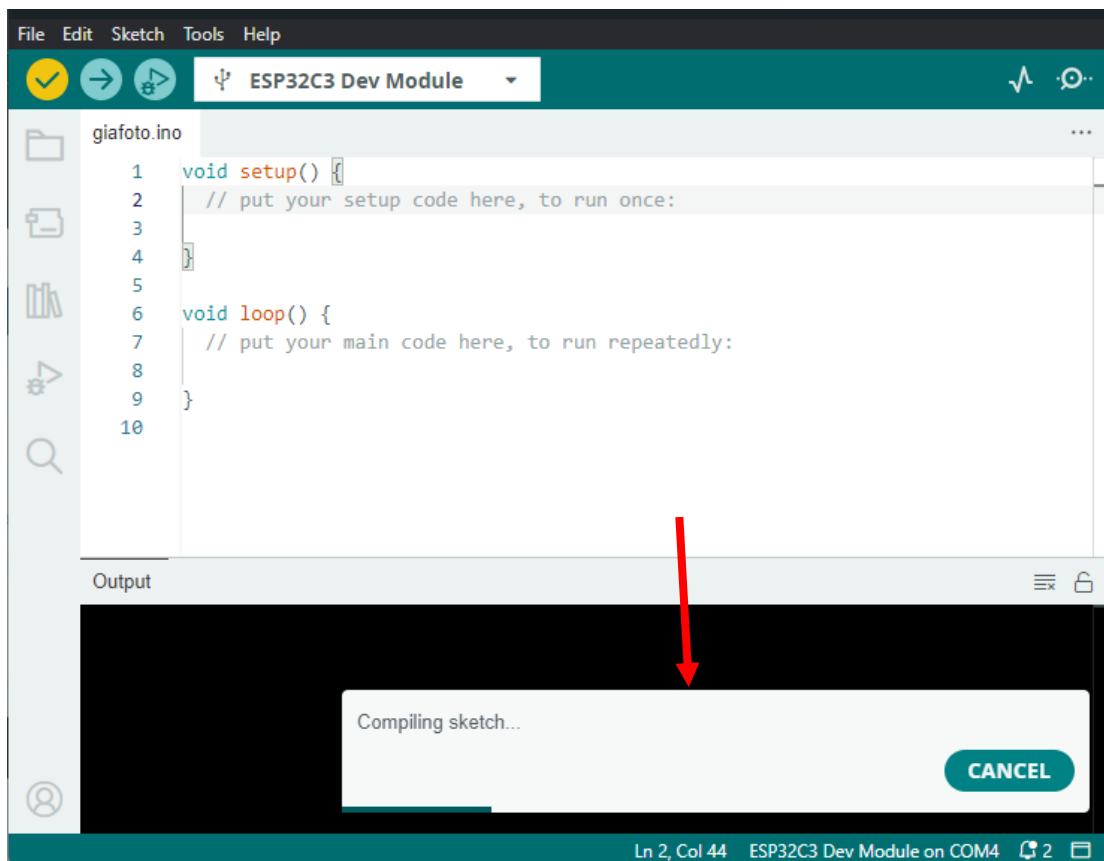 File Edit Sketch Tools Help
ESP32C3 Dev Module
giafoto.ino
1 void setup() {
2 // put your setup code here, to run once:
3
4 }
5
6 void loop() {
7 // put your main code here, to run repeatedly:
8
9 }
10
Output
Compiling sketch...
CANCEL
Ln 2, Col 44 ESP32C3 Dev Module on COM4 2